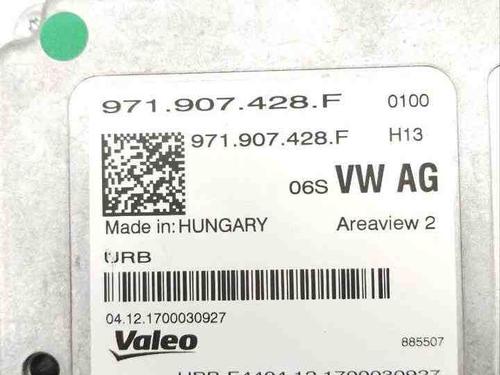 971.907.428.F 0100
971.907.428.F H13
06S VW AG
Made in: HUNGARY Areaview 2
URB
04.12.1700030927
Valeo 885507